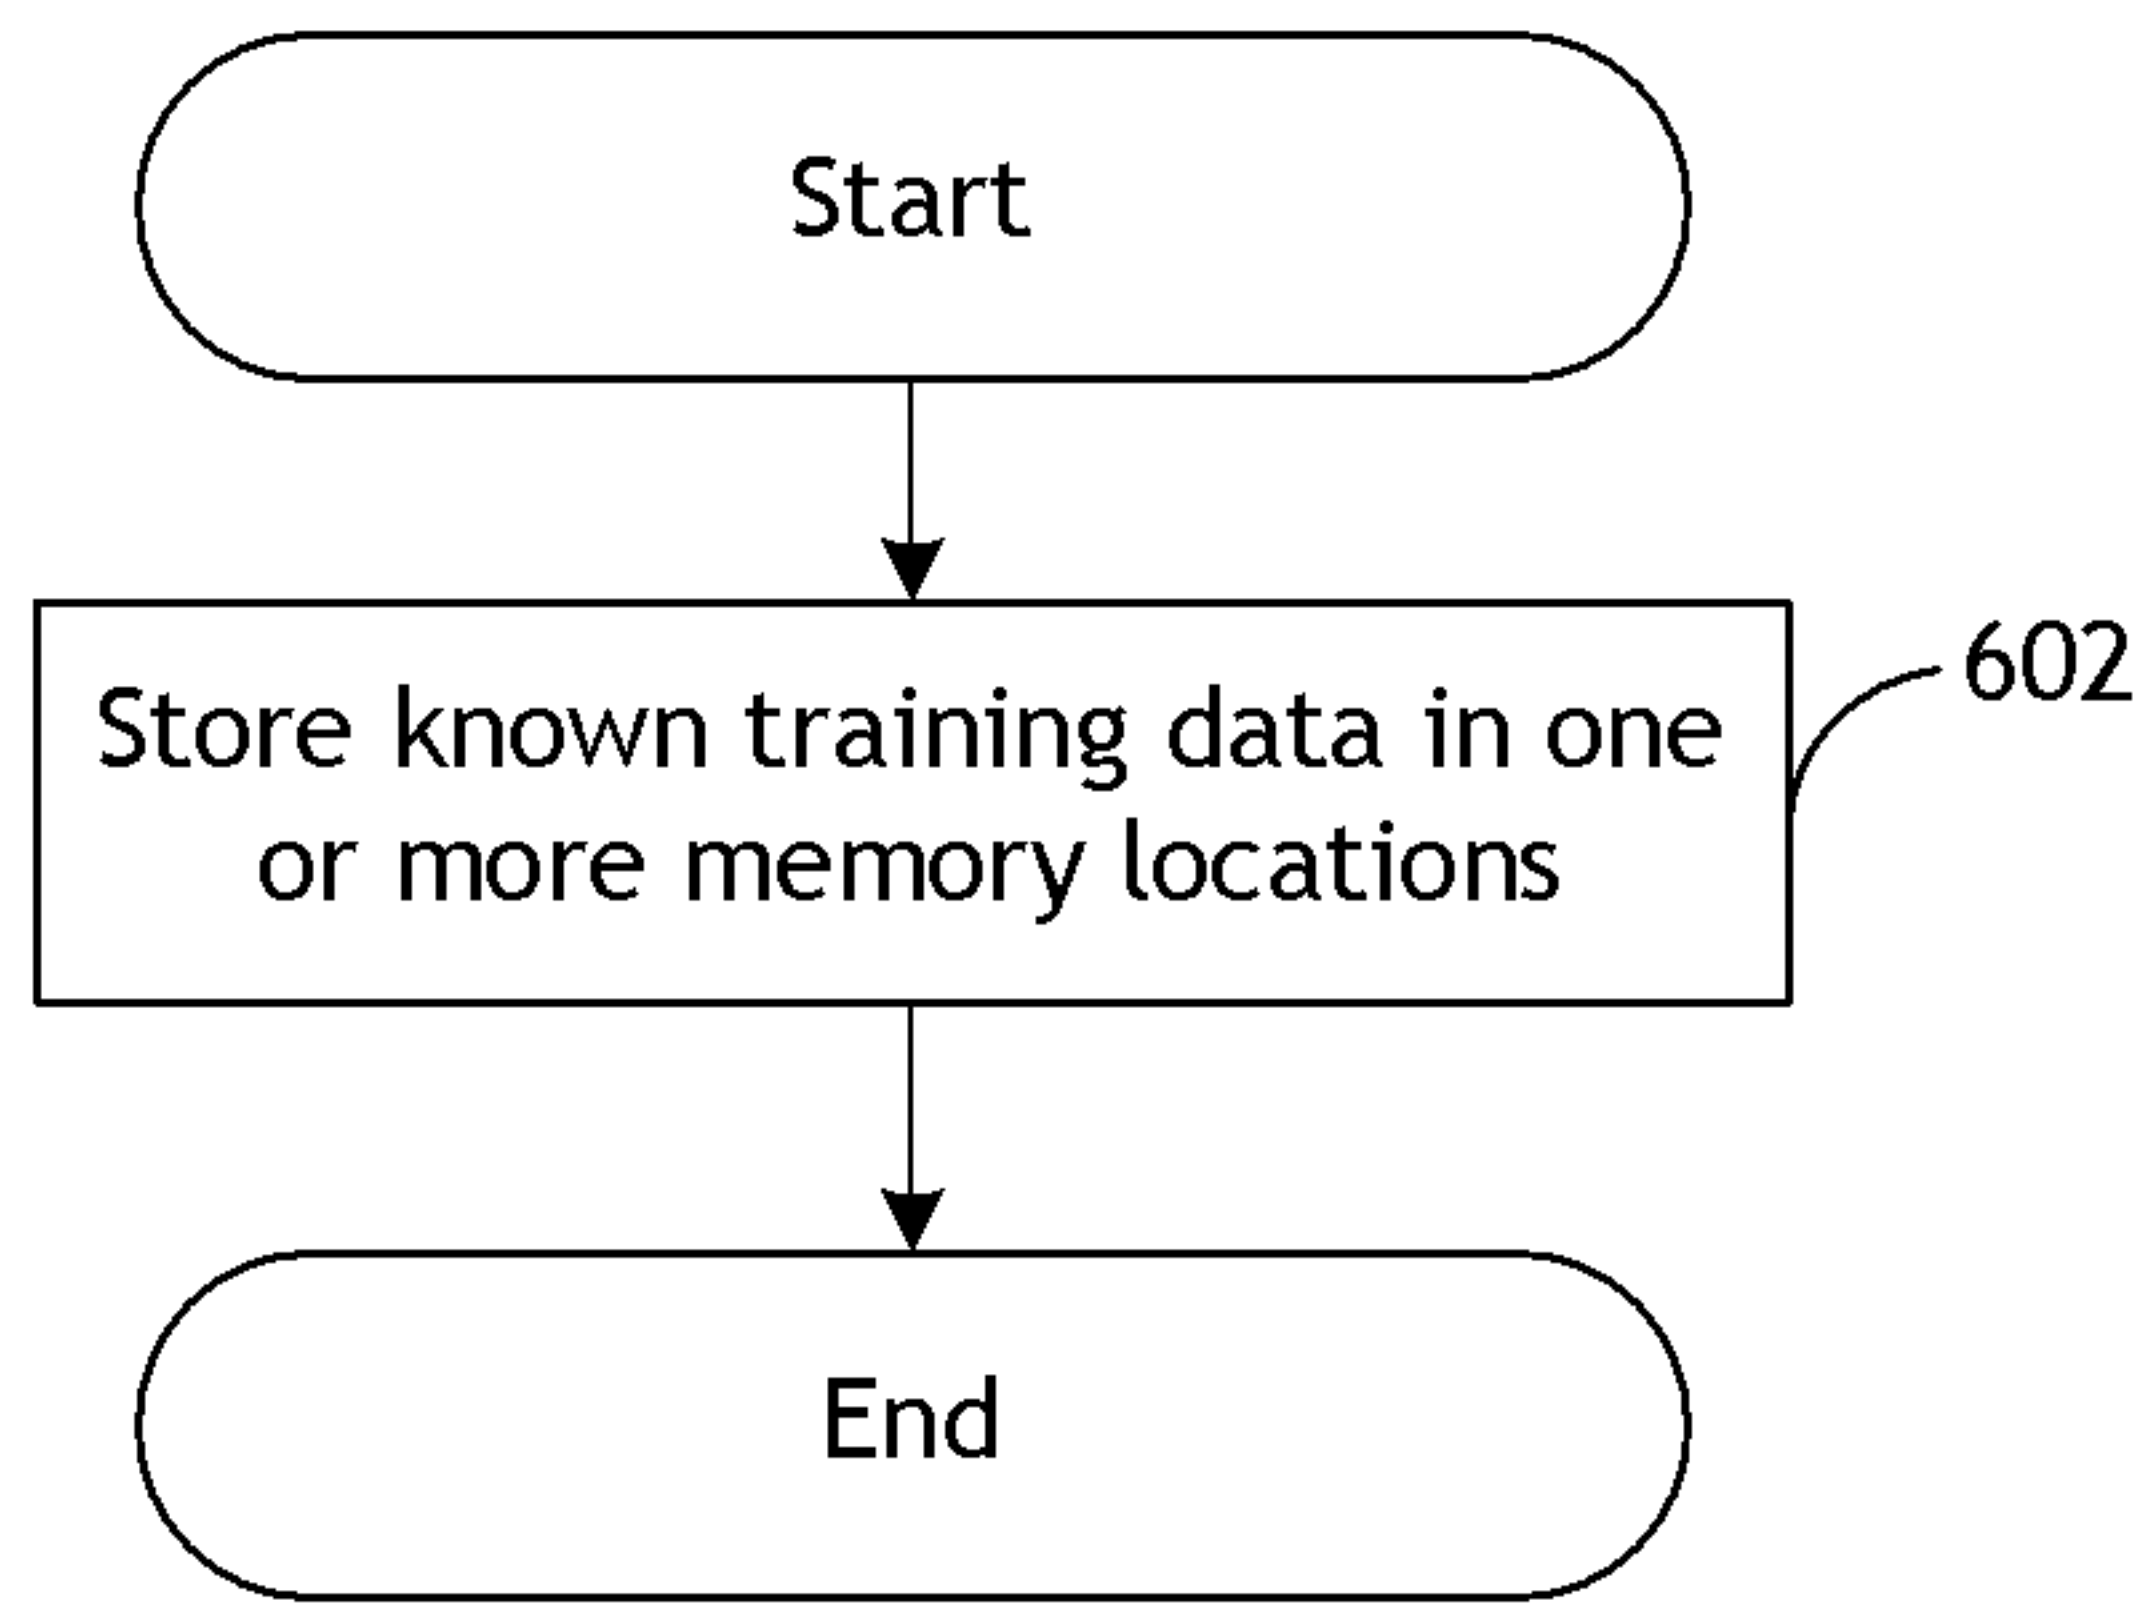 Start
Store known training data in one
or more memory locations
602
End